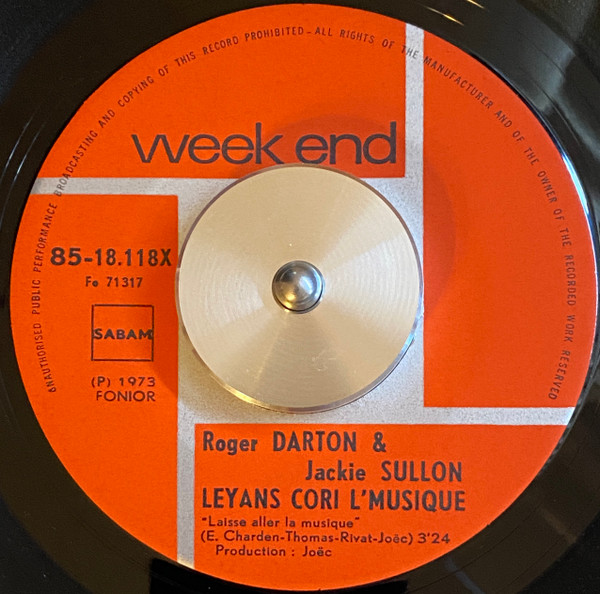 UNAUTHORISED PUBLIC PERFORMANCE BROADCASTING AND COPYING OF THIS RECORD PROHIBITED - ALL RIGHTS OF THE MANUFACTURER AND OF THE OWNER OF THE RECORDED WORK RESERVED
week end
85-18.118X
Fe 71317
SABAM
(P) 1973
FONIOR
Roger DARTON &
Jackie SULLON
LEYANS CORI L'MUSIQUE
"Laisse aller la musique"
(E. Charden-Thomas-Rivat-Joëc) 3'24
Production : Joëc